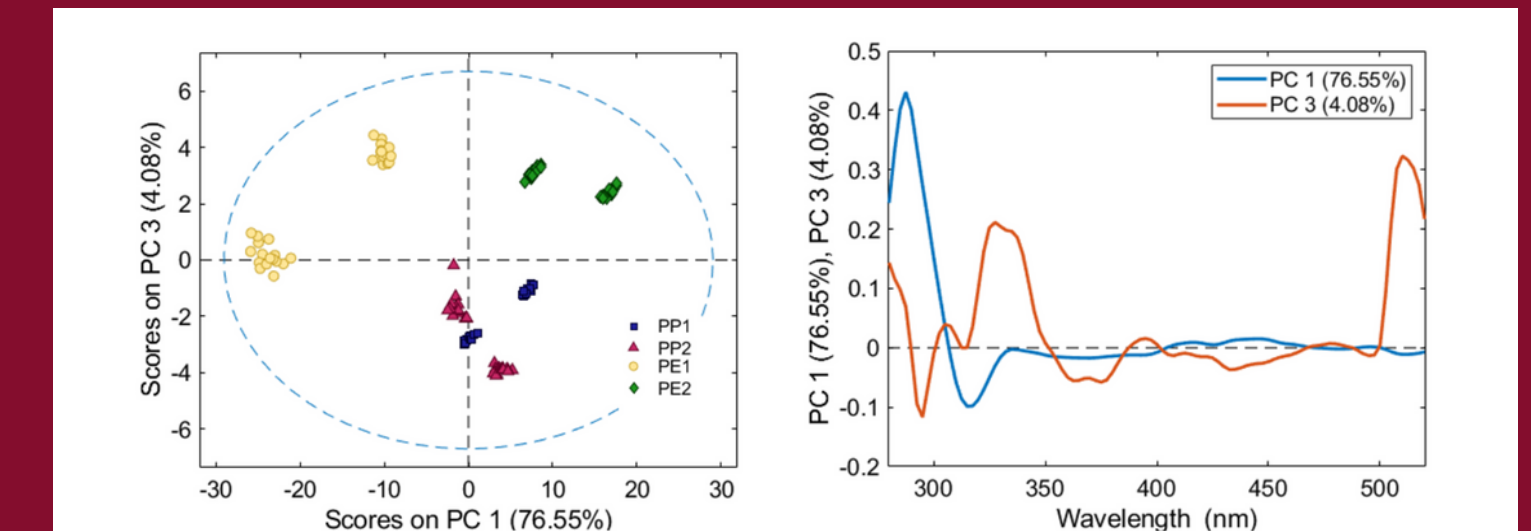 6
4
2
0
-2
-4
-6
Scores on PC 3 (4.08%)
-30 -20 -10 0 10 20 30
Scores on PC 1 (76.55%)
PP1
PP2
PE1
PE2
0.5
0.4
0.3
0.2
0.1
0
-0.1
-0.2
PC 1 (76.55%), PC 3 (4.08%)
PC 1 (76.55%)
PC 3 (4.08%)
300 350 400 450 500
Wavelength (nm)